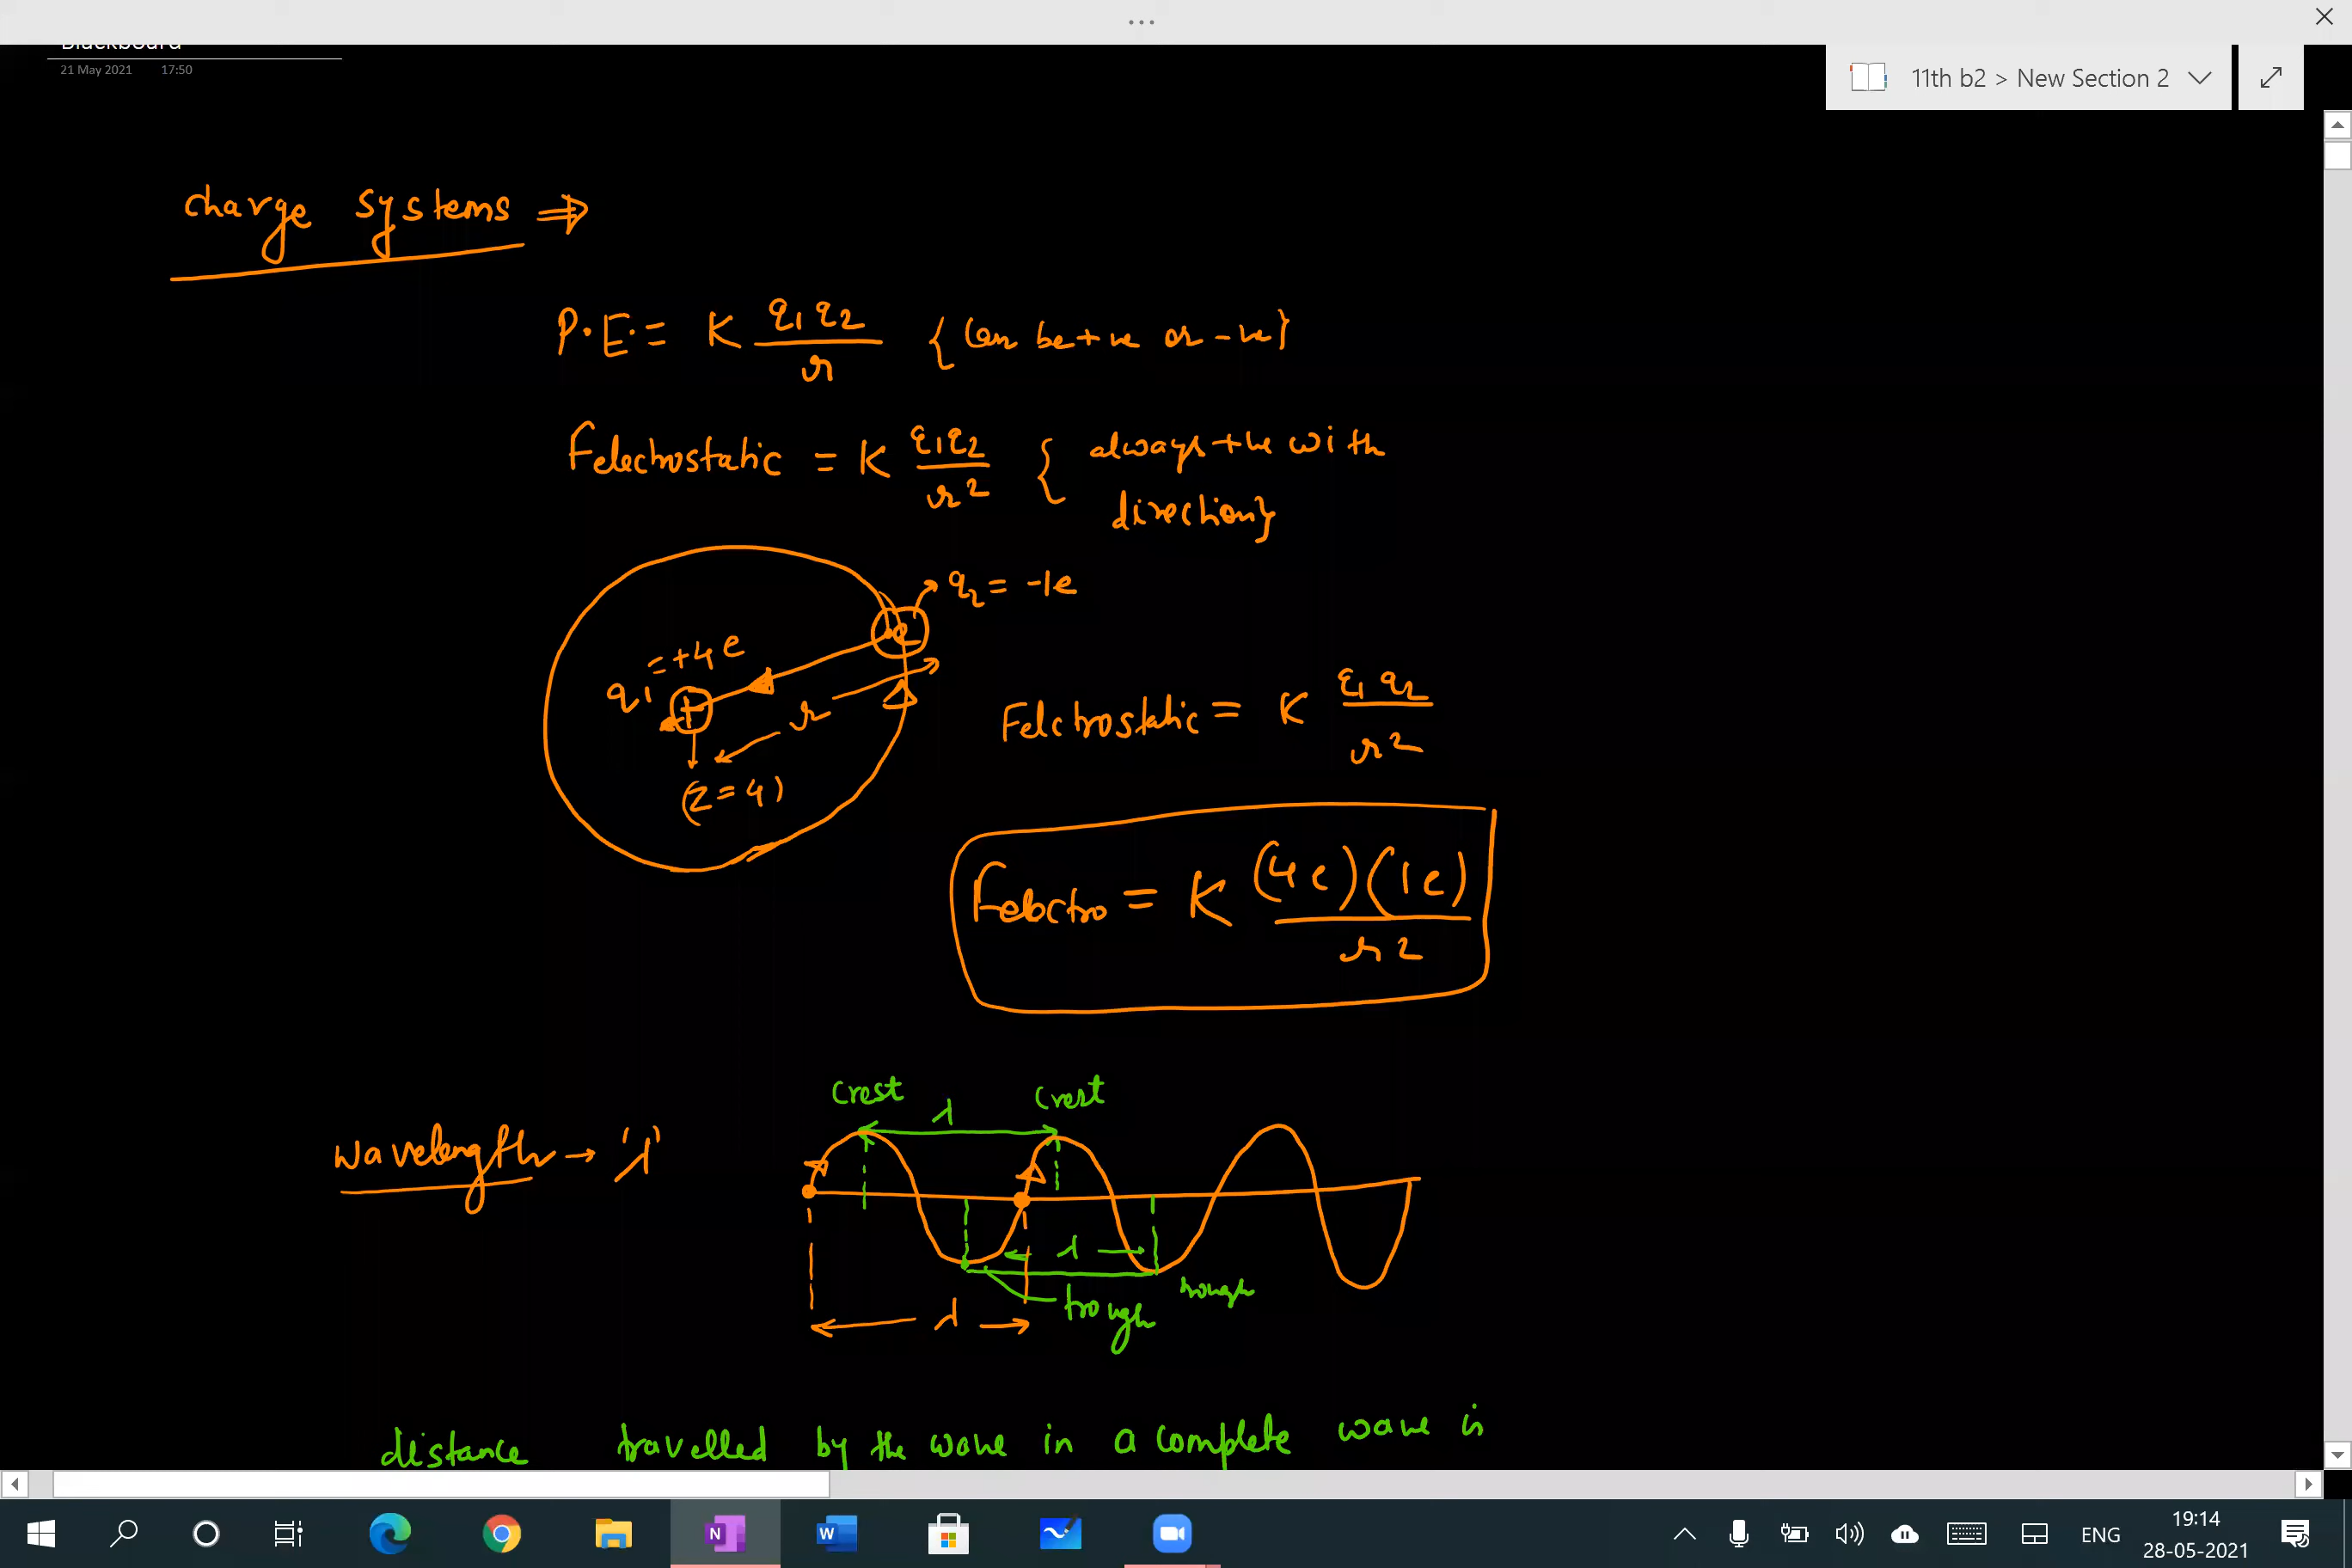 Blackboard
21 May 2021 17:50
11th b2 > New Section 2
charge systems ⇒
P.E. = K q1q2/r {can be +ve or -ve}
Felectrostatic = K q1q2/r2 {always +ve with
direction}
q2 = -1e
q1 = +4e
r
(Z=4)
Felctrostatic = K q1q2/r2
Felectro = K (4e)(1e)/r2
crest λ crest
wavelength → 'λ'
λ
trough
trough
λ
distance travelled by the wave in a complete wave is
ENG
19:14
28-05-2021